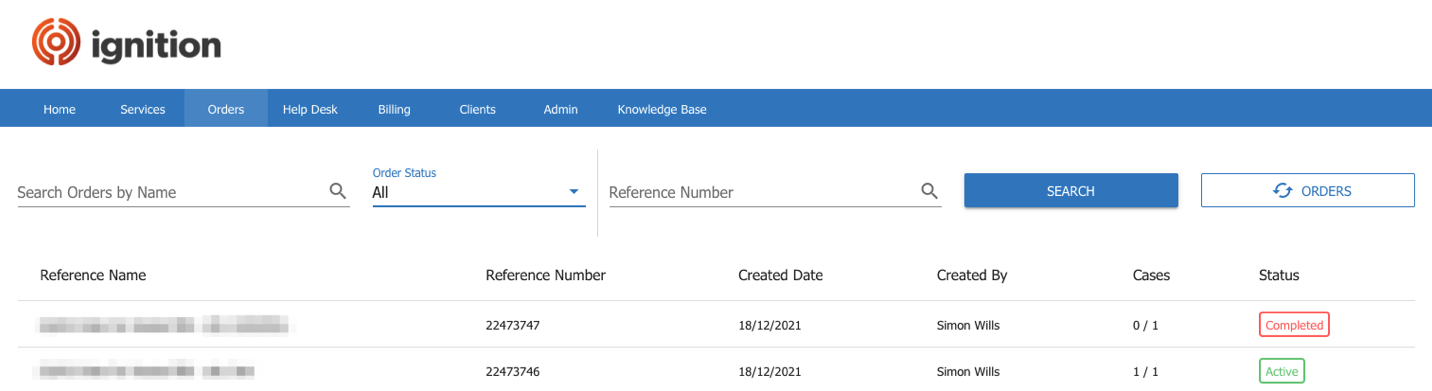 ignition
Home Services Orders Help Desk Billing Clients Admin Knowledge Base
Order Status
Search Orders by Name All Reference Number SEARCH ORDERS
Reference Name Reference Number Created Date Created By Cases Status
22473747 18/12/2021 Simon Wills 0 / 1 Completed
22473746 18/12/2021 Simon Wills 1 / 1 Active